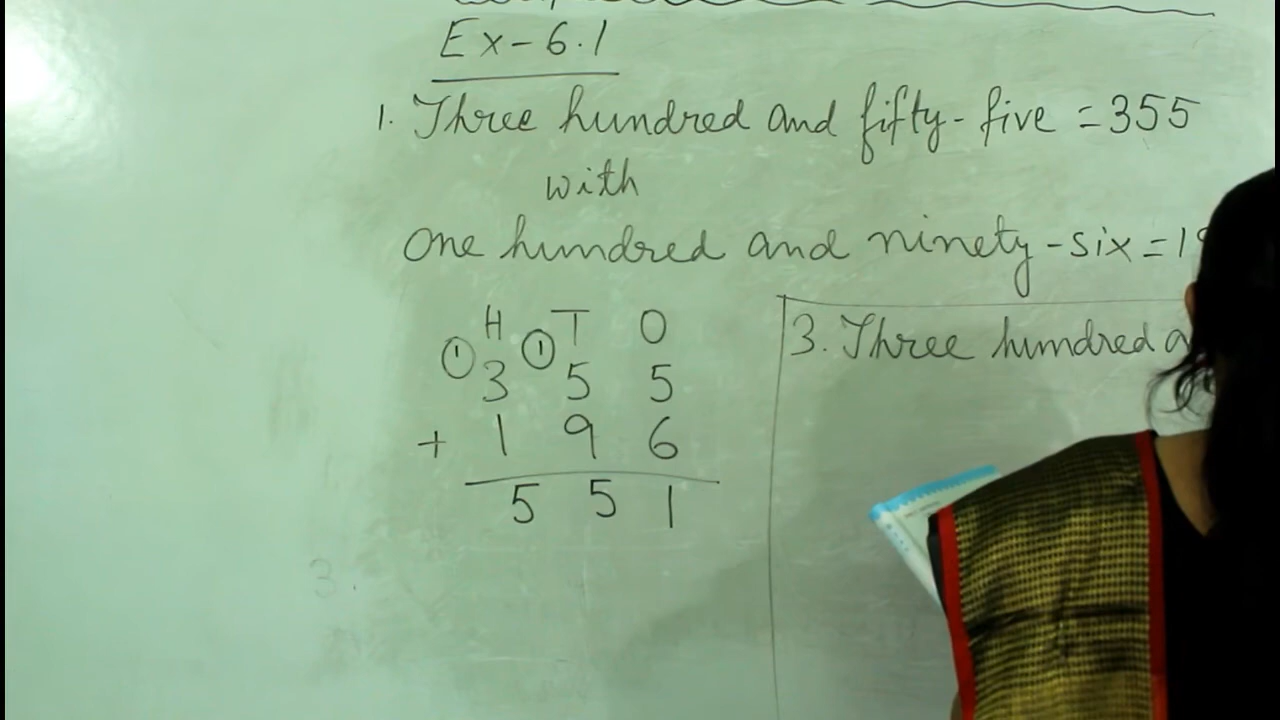 Ex-6.1
1. Three hundred and fifty-five = 355
with
One hundred and ninety-six = 1
H T O
1 1
3 5 5
+ 1 9 6
5 5 1
3. Three hundred
3.